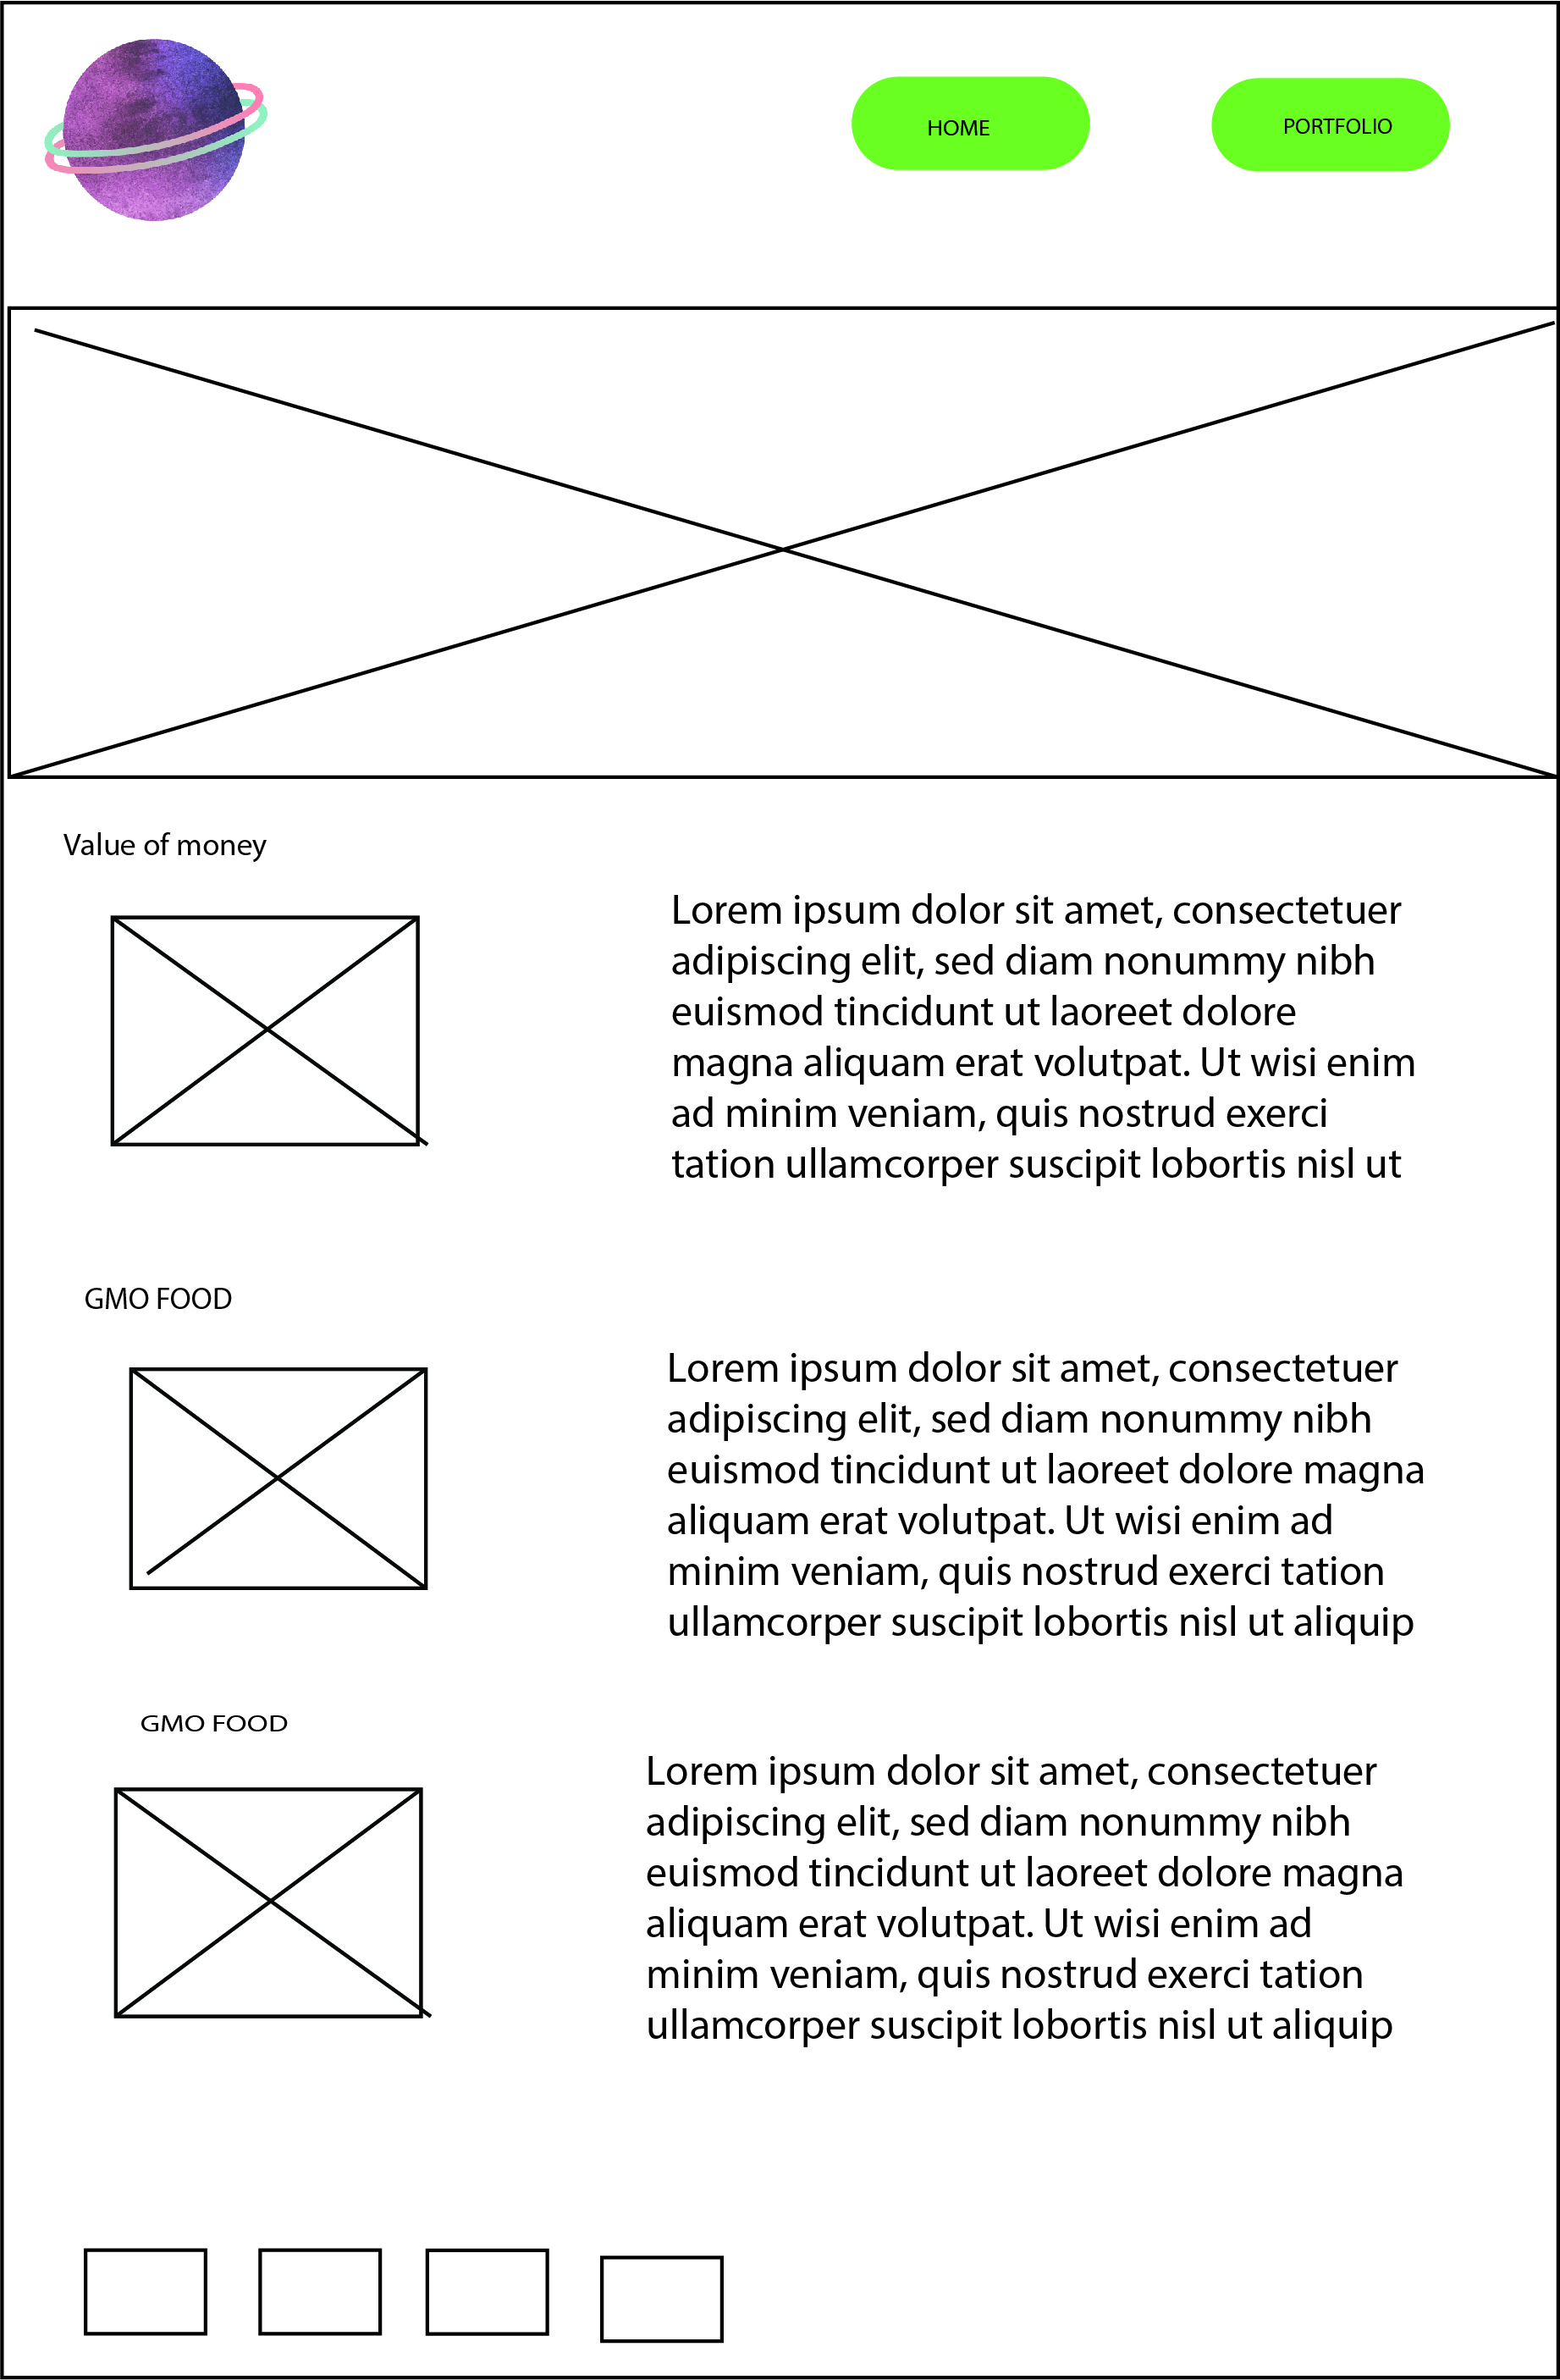 HOME
PORTFOLIO
Value of money
Lorem ipsum dolor sit amet, consectetuer
adipiscing elit, sed diam nonummy nibh
euismod tincidunt ut laoreet dolore
magna aliquam erat volutpat. Ut wisi enim
ad minim veniam, quis nostrud exerci
tation ullamcorper suscipit lobortis nisl ut
GMO FOOD
Lorem ipsum dolor sit amet, consectetuer
adipiscing elit, sed diam nonummy nibh
euismod tincidunt ut laoreet dolore magna
aliquam erat volutpat. Ut wisi enim ad
minim veniam, quis nostrud exerci tation
ullamcorper suscipit lobortis nisl ut aliquip
GMO FOOD
Lorem ipsum dolor sit amet, consectetuer
adipiscing elit, sed diam nonummy nibh
euismod tincidunt ut laoreet dolore magna
aliquam erat volutpat. Ut wisi enim ad
minim veniam, quis nostrud exerci tation
ullamcorper suscipit lobortis nisl ut aliquip